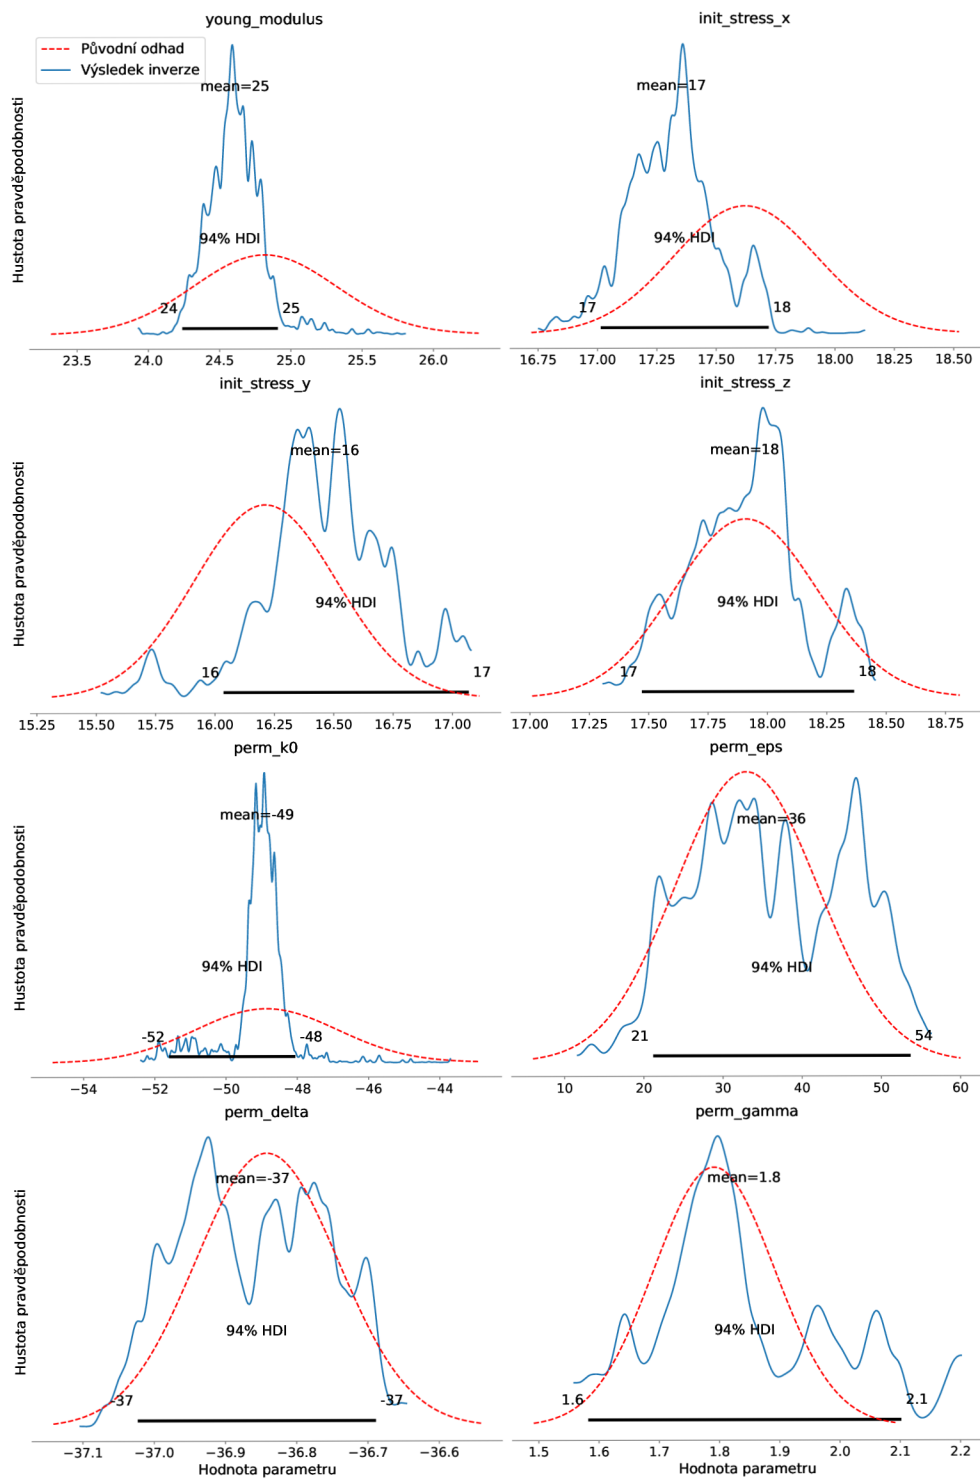 young_modulus
Původní odhad
Výsledek inverze
mean=25
94% HDI
24
25
Hustota pravděpodobnosti
23.5 24.0 24.5 25.0 25.5 26.0
init_stress_x
mean=17
94% HDI
17
18
16.75 17.00 17.25 17.50 17.75 18.00 18.25 18.50
init_stress_y
mean=16
94% HDI
16
17
Hustota pravděpodobnosti
15.25 15.50 15.75 16.00 16.25 16.50 16.75 17.00
init_stress_z
mean=18
94% HDI
17
18
17.00 17.25 17.50 17.75 18.00 18.25 18.50 18.75
perm_k0
mean=-49
94% HDI
-52
-48
Hustota pravděpodobnosti
−54 −52 −50 −48 −46 −44
perm_eps
mean=36
94% HDI
21
54
10 20 30 40 50 60
perm_delta
mean=-37
94% HDI
-37
-37
Hustota pravděpodobnosti
−37.1 −37.0 −36.9 −36.8 −36.7 −36.6
Hodnota parametru
perm_gamma
mean=1.8
94% HDI
1.6
2.1
1.5 1.6 1.7 1.8 1.9 2.0 2.1 2.2
Hodnota parametru